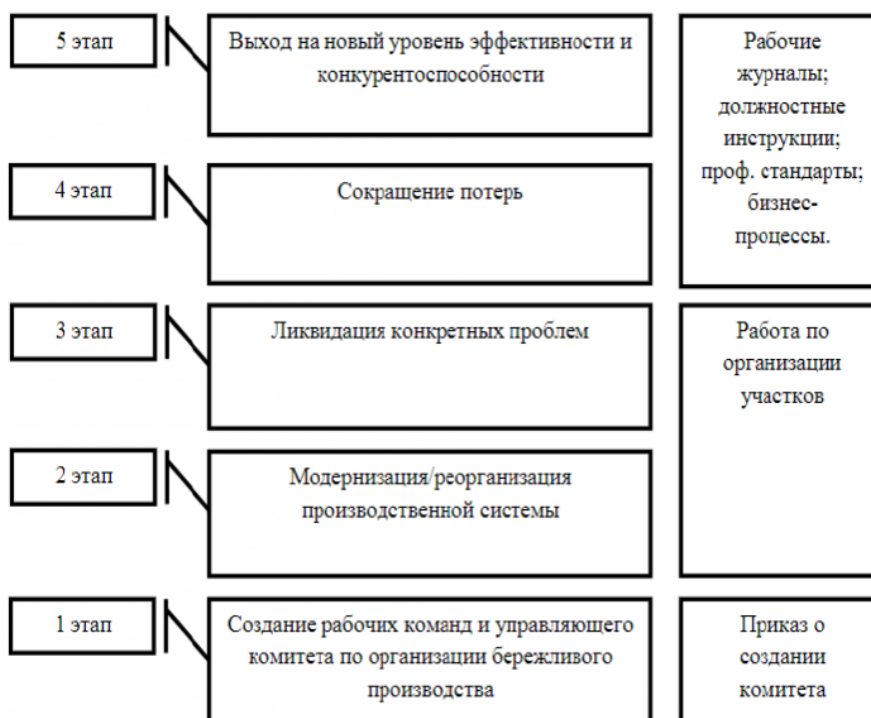 5 этап
Выход на новый уровень эффективности и
конкурентоспособности
Рабочие
журналы;
должностные
инструкции;
проф. стандарты;
бизнес-
процессы.
4 этап
Сокращение потерь
3 этап
Ликвидация конкретных проблем
Работа по
организации
участков
2 этап
Модернизация/реорганизация
производственной системы
1 этап
Создание рабочих команд и управляющего
комитета по организации бережливого
производства
Приказ о
создании
комитета